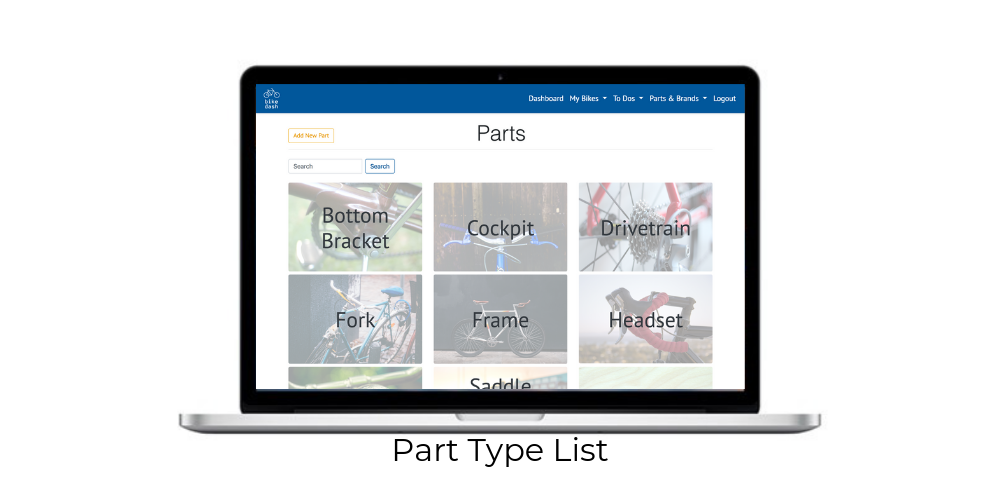 bike
dash
Dashboard My Bikes To Dos Parts & Brands Logout
Add New Part
Parts
Search Search
Bottom
Bracket
Cockpit
Drivetrain
Fork
Frame
Headset
Saddle
Part Type List